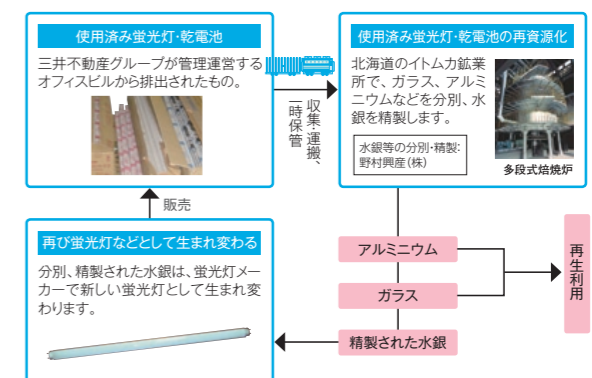 使用済み蛍光灯・乾電池
三井不動産グループが管理運営する
オフィスビルから排出されたもの。
収集・運搬、
一時保管
使用済み蛍光灯・乾電池の再資源化
北海道のイトムカ鉱業
所で、ガラス、アルミ
ニウムなどを分別、水
銀を精製します。
水銀等の分別・精製:
野村興産(株)
多段式焙焼炉
販売
再び蛍光灯などとして生まれ変わる
分別、精製された水銀は、蛍光灯メー
カーで新しい蛍光灯として生まれ変
わります。
アルミニウム
ガラス
精製された水銀
再生利用